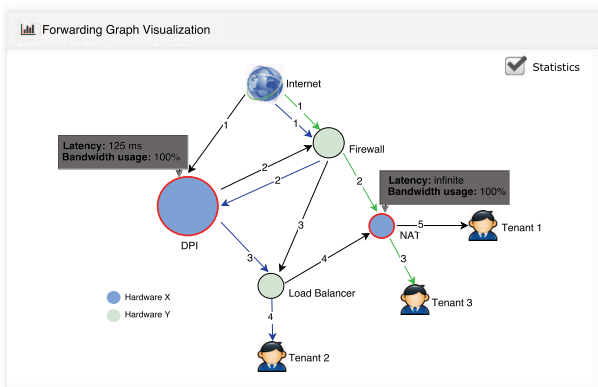 Forwarding Graph Visualization
Statistics
Internet
1
1
1
Latency: 125 ms
Bandwidth usage: 100%
Firewall
2
2
2
Latency: infinite
Bandwidth usage: 100%
DPI
3
3
4
NAT
5
Tenant 1
3
Load Balancer
Hardware X
Hardware Y
4
Tenant 3
Tenant 2